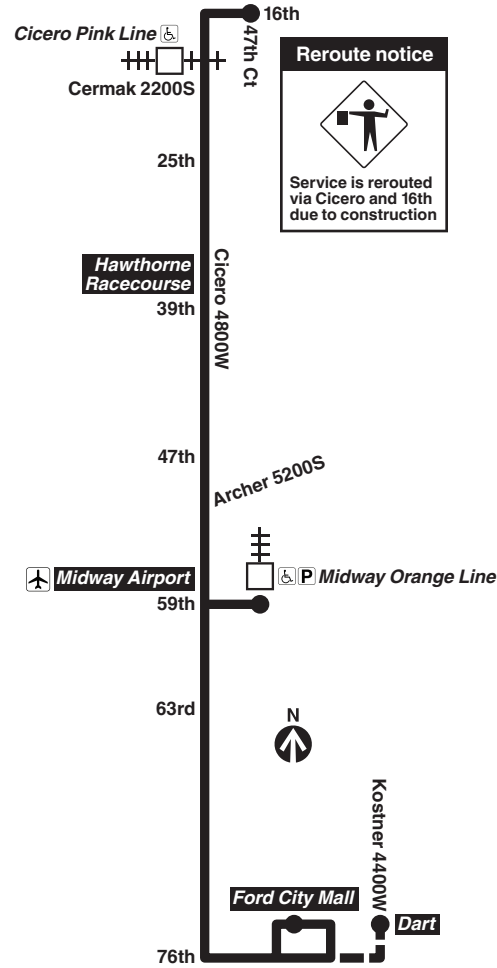 16th
Cicero Pink Line
47th Ct
Cermak 2200S
Reroute notice
Service is rerouted
via Cicero and 16th
due to construction
25th
Hawthorne
Racecourse
Cicero 4800W
39th
47th
Archer 5200S
Midway Airport
P Midway Orange Line
59th
63rd
N
Kostner 4400W
Ford City Mall
Dart
76th